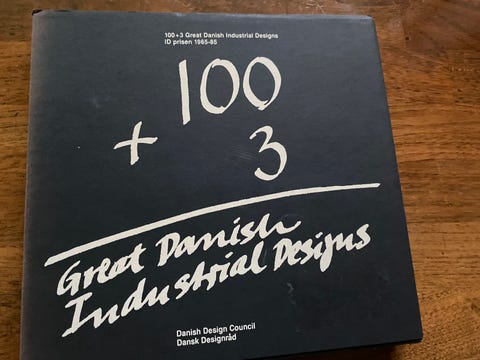 100+3 Great Danish Industrial Designs
ID prisen 1965-85
100
+ 3
Great Danish
Industrial Designs
Danish Design Council
Dansk Designråd